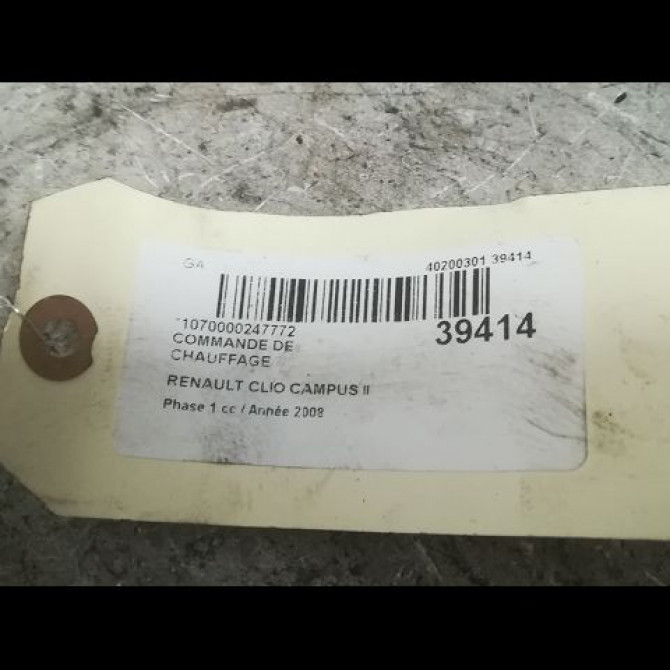 GA 40200301 39414
*1070000247772 39414
COMMANDE DE
CHAUFFAGE
RENAULT CLIO CAMPUS II
Phase 1 cc / Année 2008